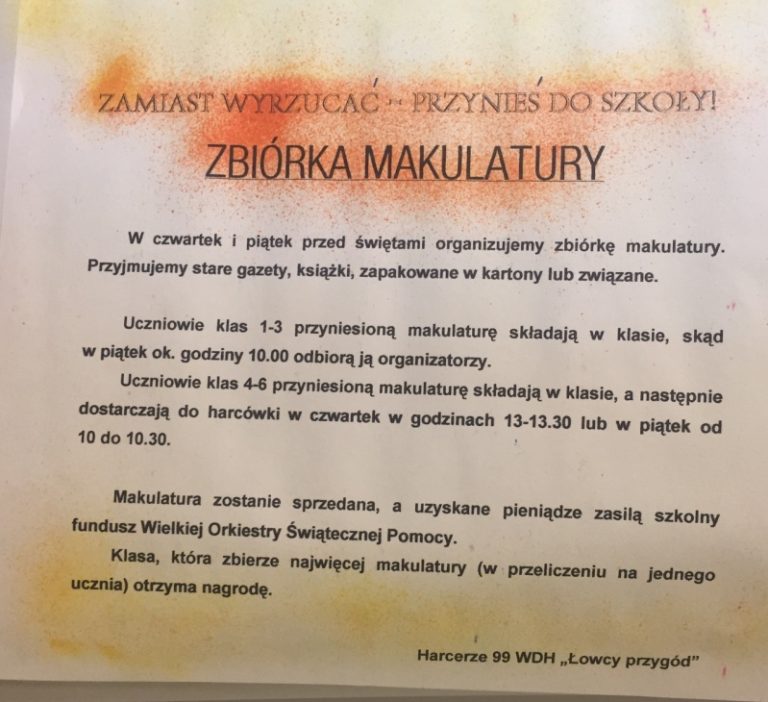 ZAMIAST WYRZUCAĆ - PRZYNIEŚ DO SZKOŁY!
ZBIÓRKA MAKULATURY
W czwartek i piątek przed świętami organizujemy zbiórkę makulatury.
Przyjmujemy stare gazety, książki, zapakowane w kartony lub związane.
Uczniowie klas 1-3 przyniesioną makulaturę składają w klasie, skąd
w piątek ok. godziny 10.00 odbiorą ją organizatorzy.
Uczniowie klas 4-6 przyniesioną makulaturę składają w klasie, a następnie
dostarczają do harcówki w czwartek w godzinach 13-13.30 lub w piątek od
10 do 10.30.
Makulatura zostanie sprzedana, a uzyskane pieniądze zasilą szkolny
fundusz Wielkiej Orkiestry Świątecznej Pomocy.
Klasa, która zbierze najwięcej makulatury (w przeliczeniu na jednego
ucznia) otrzyma nagrodę.
Harcerze 99 WDH „Łowcy przygód”